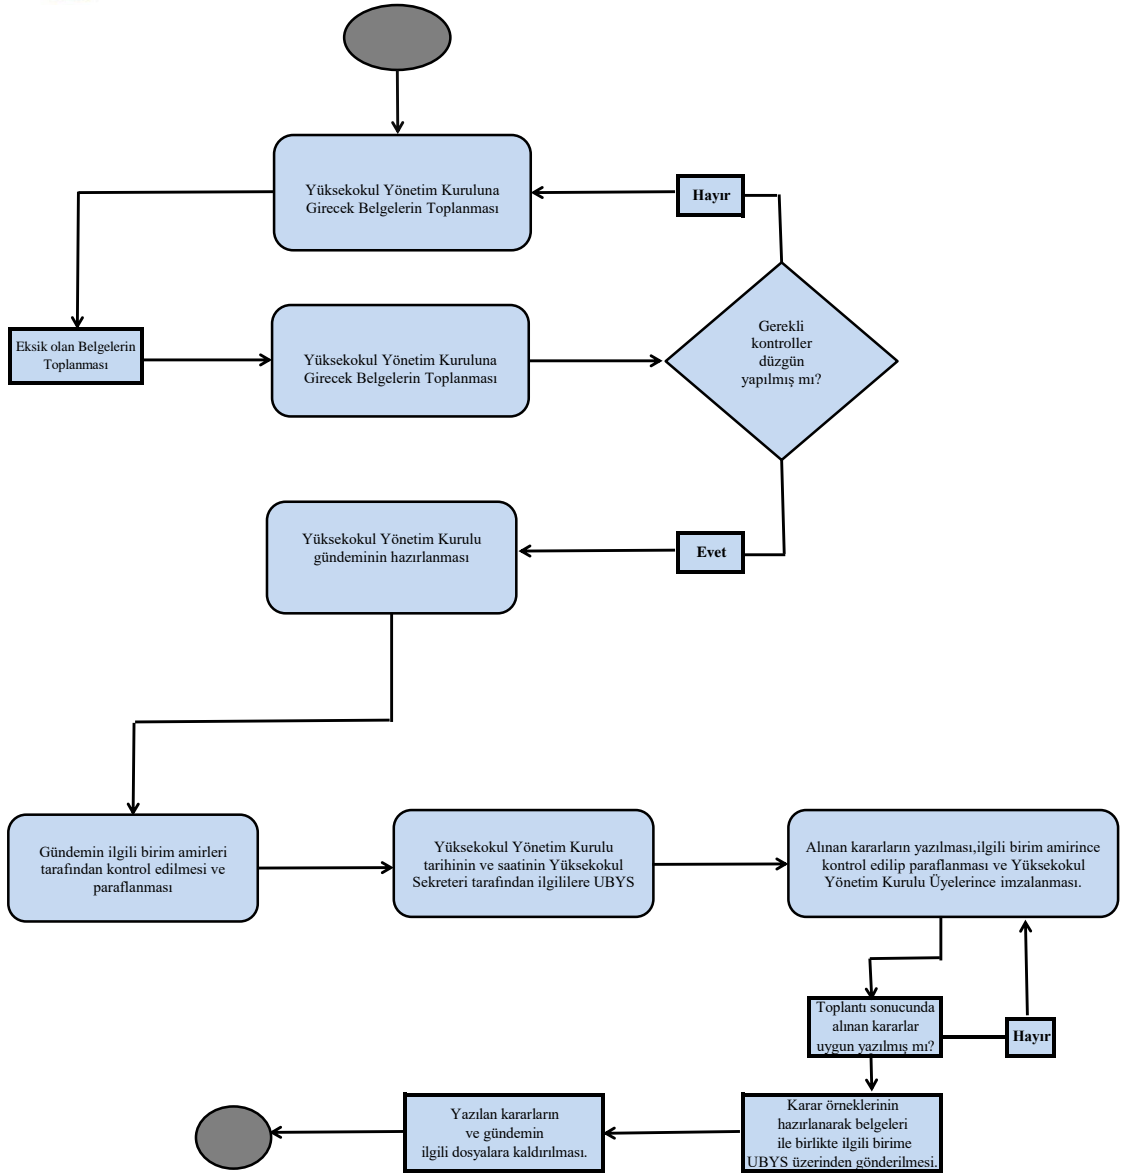 Yüksekokul Yönetim Kuruluna
Girecek Belgelerin Toplanması
Hayır
Eksik olan Belgelerin
Toplanması
Yüksekokul Yönetim Kuruluna
Girecek Belgelerin Toplanması
Gerekli
kontroller
düzgün
yapılmış mı?
Yüksekokul Yönetim Kurulu
gündeminin hazırlanması
Evet
Gündemin ilgili birim amirleri
tarafından kontrol edilmesi ve
paraflanması
Yüksekokul Yönetim Kurulu
tarihinin ve saatinin Yüksekokul
Sekreteri tarafından ilgililere UBYS
Alınan kararların yazılması,ilgili birim amirince
kontrol edilip paraflanması ve Yüksekokul
Yönetim Kurulu Üyelerince imzalanması.
Toplantı sonucunda
alınan kararlar
uygun yazılmış mı?
Hayır
Karar örneklerinin
hazırlanarak belgeleri
ile birlikte ilgili birime
UBYS üzerinden gönderilmesi.
Yazılan kararların
ve gündemin
ilgili dosyalara kaldırılması.